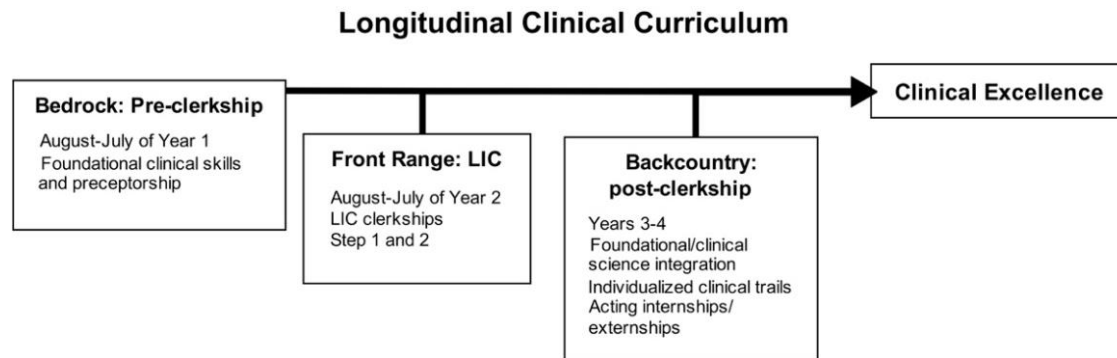 Longitudinal Clinical Curriculum
Bedrock: Pre-clerkship
August-July of Year 1
Foundational clinical skills
and preceptorship
Front Range: LIC
August-July of Year 2
LIC clerkships
Step 1 and 2
Backcountry:
post-clerkship
Years 3-4
Foundational/clinical
science integration
Individualized clinical trails
Acting internships/
externships
Clinical Excellence